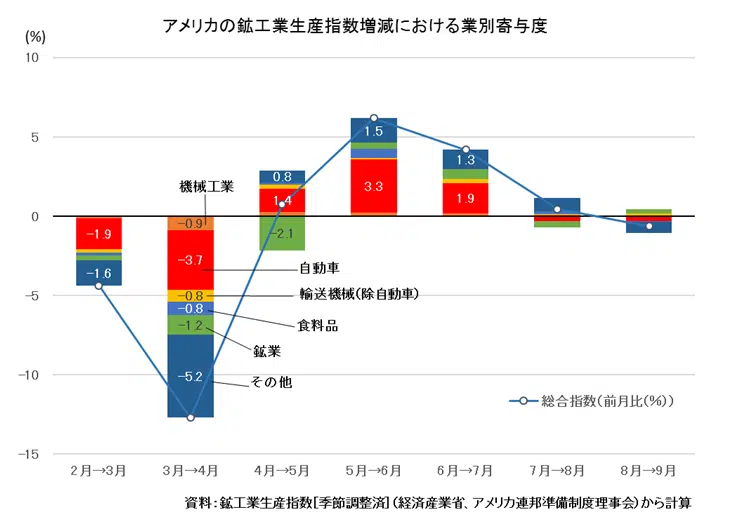 アメリカの鉱工業生産指数増減における業別寄与度
(%)
10
5
0
-5
-10
-15
機械工業
自動車
輸送機械(除自動車)
食料品
鉱業
その他
-1.9
-1.6
-0.9
-3.7
-0.8
-0.8
-1.2
-5.2
0.8
1.4
-2.1
1.5
3.3
1.3
1.9
総合指数(前月比(%))
2月→3月
3月→4月
4月→5月
5月→6月
6月→7月
7月→8月
8月→9月
資料:鉱工業生産指数[季節調整済](経済産業省、アメリカ連邦準備制度理事会)から計算